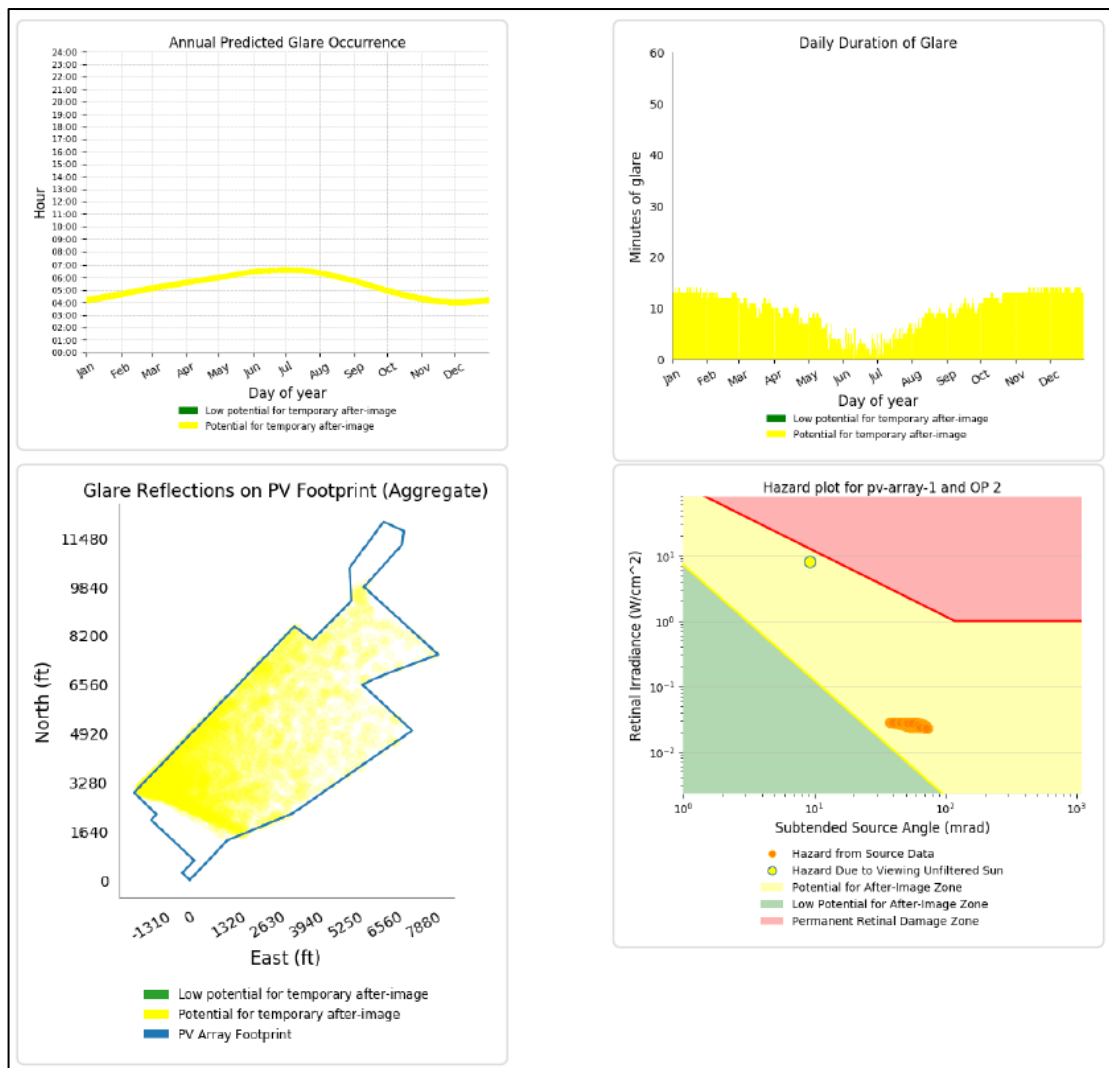 Annual Predicted Glare Occurrence
24:00
23:00
22:00
21:00
20:00
19:00
18:00
17:00
16:00
15:00
14:00
13:00
12:00
11:00
10:00
09:00
08:00
07:00
06:00
05:00
04:00
03:00
02:00
01:00
00:00
Hour
Jan Feb Mar Apr May Jun Jul Aug Sep Oct Nov Dec
Day of year
Low potential for temporary after-image
Potential for temporary after-image
Daily Duration of Glare
60
50
40
30
20
10
0
Minutes of glare
Jan Feb Mar Apr May Jun Jul Aug Sep Oct Nov Dec
Day of year
Low potential for temporary after-image
Potential for temporary after-image
Glare Reflections on PV Footprint (Aggregate)
11480
9840
8200
6560
4920
3280
1640
0
North (ft)
-1310 0 1320 2630 3940 5250 6560 7880
East (ft)
Low potential for temporary after-image
Potential for temporary after-image
PV Array Footprint
Hazard plot for pv-array-1 and OP 2
10^1
10^0
10^-1
10^-2
Retinal Irradiance (W/cm^2)
10^0 10^1 10^2 10^3
Subtended Source Angle (mrad)
Hazard from Source Data
Hazard Due to Viewing Unfiltered Sun
Potential for After-Image Zone
Low Potential for After-Image Zone
Permanent Retinal Damage Zone